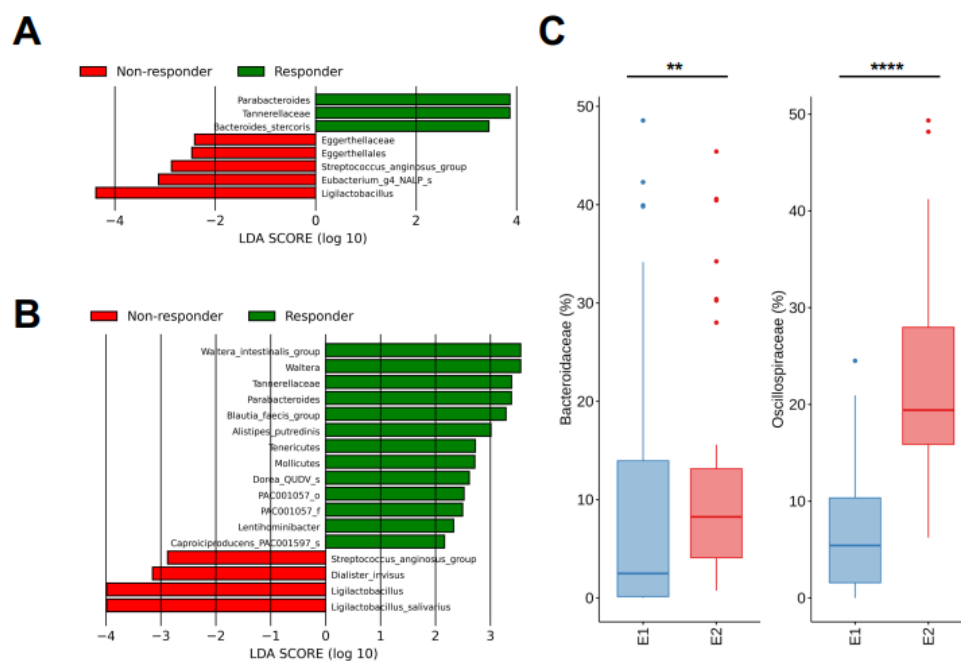 A
Non-responder Responder
Parabacteroides
Tannerellaceae
Bacteroides_stercoris
Eggerthellaceae
Eggerthellales
Streptococcus_anginosus_group
Eubacterium_g4_NALP_s
Ligilactobacillus
−4 −2 0 2 4
LDA SCORE (log 10)
B
Non-responder Responder
Waltera_intestinalis_group
Waltera
Tannerellaceae
Parabacteroides
Blautia_faecis_group
Alistipes_putredinis
Tenericutes
Mollicutes
Dorea_QUDV_s
PAC001057_o
PAC001057_f
Lentihominibacter
Caproiciproducens_PAC001597_s
Streptococcus_anginosus_group
Dialister_invisus
Ligilactobacillus
Ligilactobacillus_salivarius
−4 −3 −2 −1 0 1 2 3
LDA SCORE (log 10)
C
**
50
40
30
20
10
0
Bacteroidaceae (%)
E1 E2
****
50
40
30
20
10
0
Oscillospiraceae (%)
E1 E2